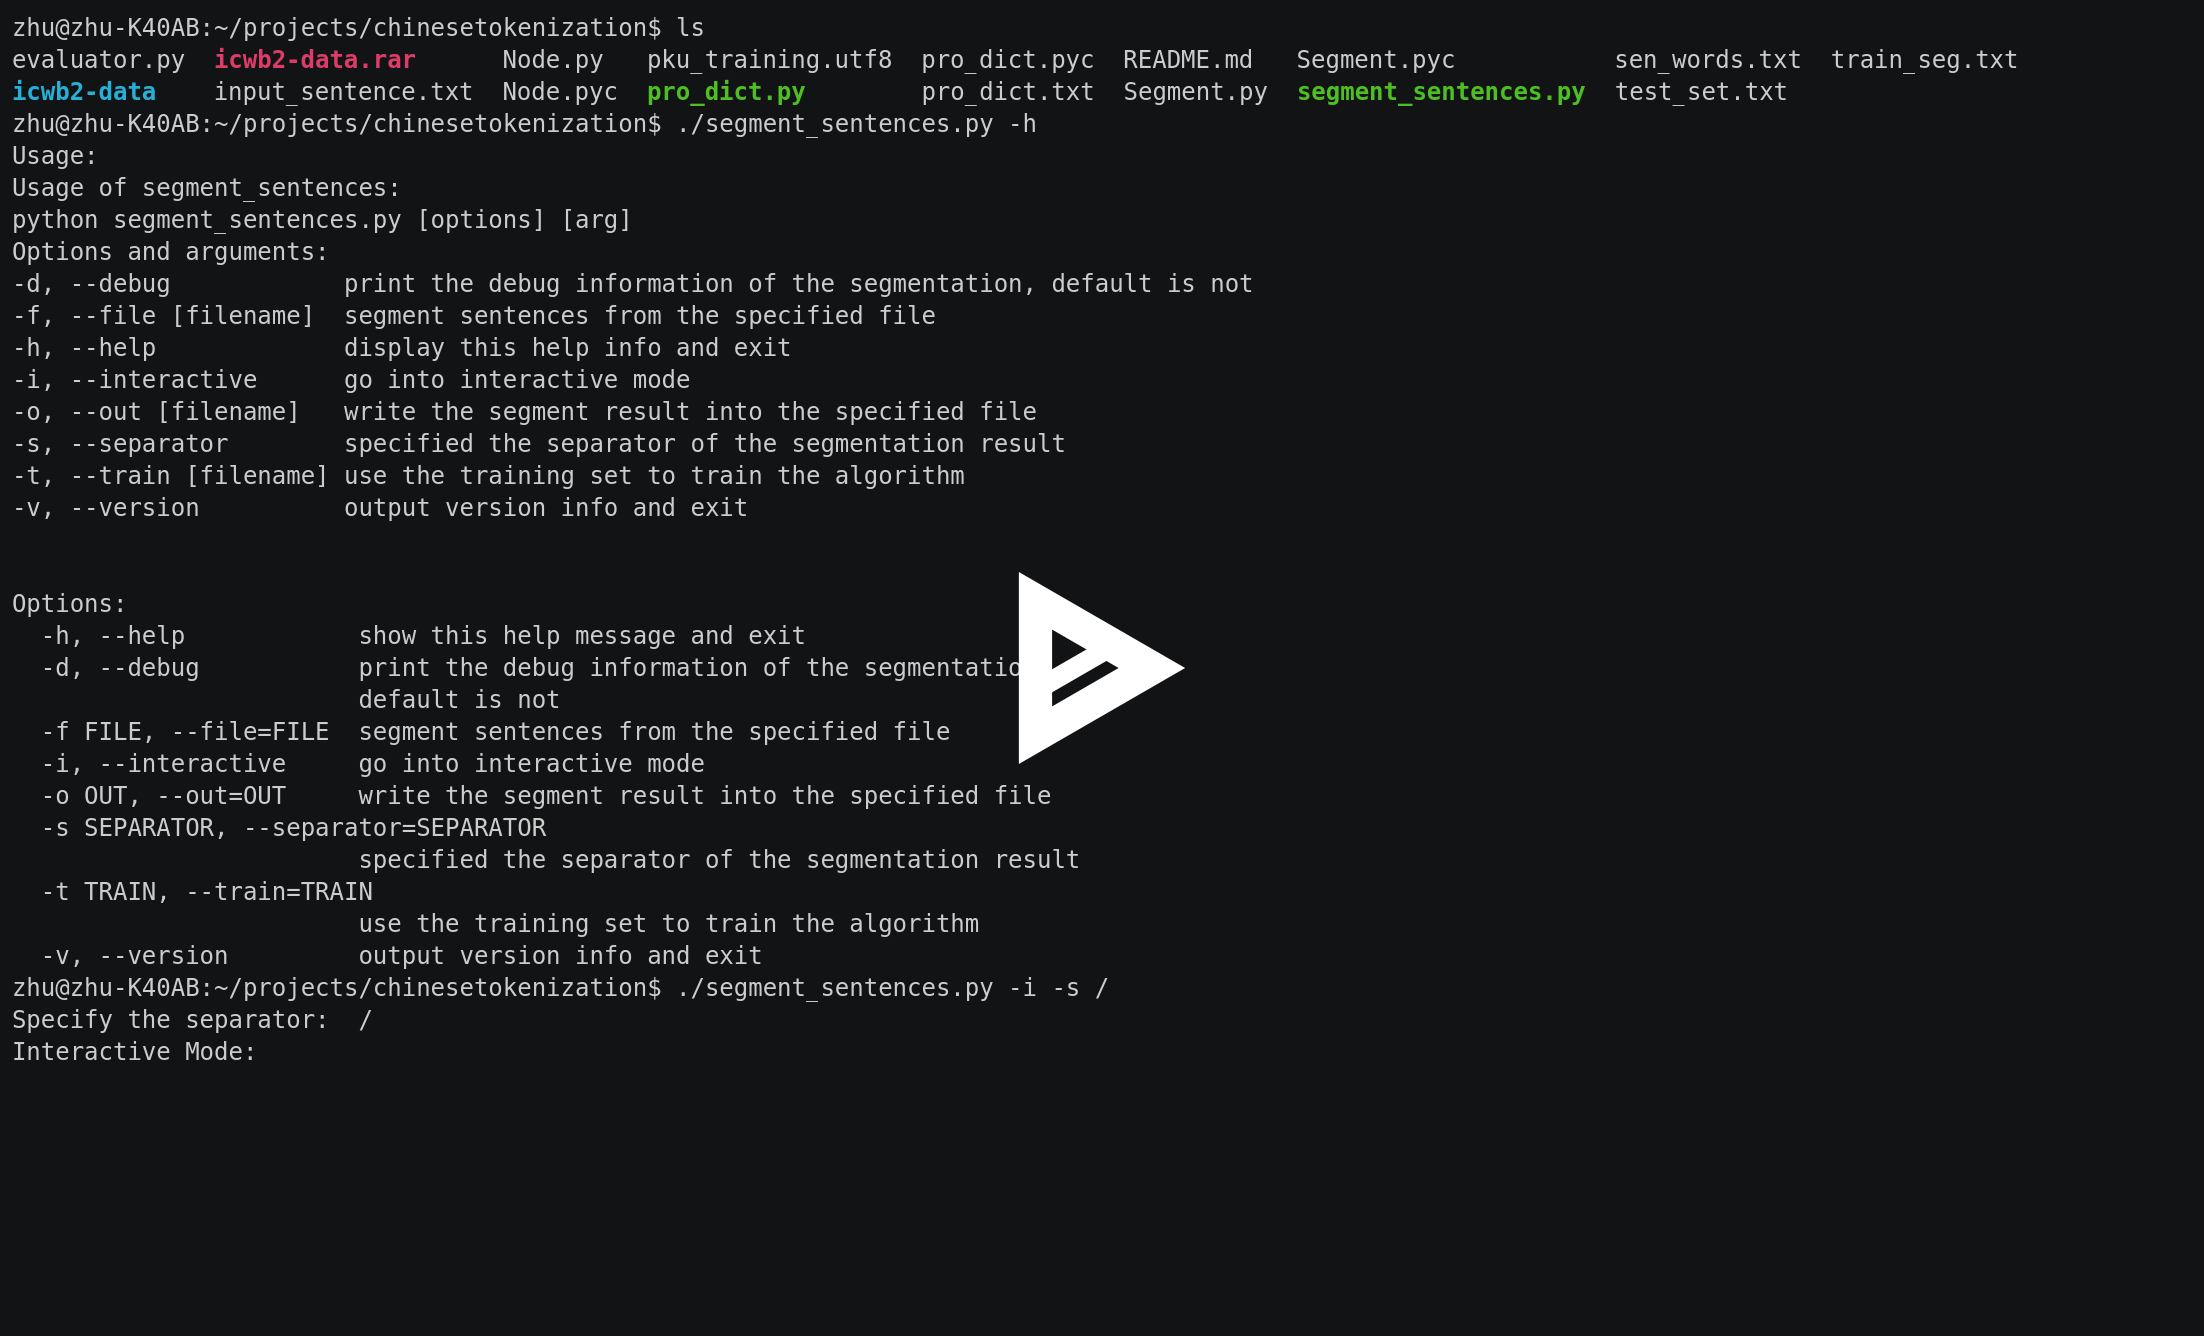 zhu@zhu-K40AB:~/projects/chinesetokenization$ ls
evaluator.py  icwb2-data.rar      Node.py   pku_training.utf8  pro_dict.pyc  README.md   Segment.pyc           sen_words.txt  train_seg.txt
icwb2-data    input_sentence.txt  Node.pyc  pro_dict.py        pro_dict.txt  Segment.py  segment_sentences.py  test_set.txt
zhu@zhu-K40AB:~/projects/chinesetokenization$ ./segment_sentences.py -h
Usage:
Usage of segment_sentences:
python segment_sentences.py [options] [arg]
Options and arguments:
-d, --debug            print the debug information of the segmentation, default is not
-f, --file [filename]  segment sentences from the specified file
-h, --help             display this help info and exit
-i, --interactive      go into interactive mode
-o, --out [filename]   write the segment result into the specified file
-s, --separator        specified the separator of the segmentation result
-t, --train [filename] use the training set to train the algorithm
-v, --version          output version info and exit
Options:
  -h, --help            show this help message and exit
  -d, --debug           print the debug information of the segmentatio
                        default is not
  -f FILE, --file=FILE  segment sentences from the specified file
  -i, --interactive     go into interactive mode
  -o OUT, --out=OUT     write the segment result into the specified file
  -s SEPARATOR, --separator=SEPARATOR
                        specified the separator of the segmentation result
  -t TRAIN, --train=TRAIN
                        use the training set to train the algorithm
  -v, --version         output version info and exit
zhu@zhu-K40AB:~/projects/chinesetokenization$ ./segment_sentences.py -i -s /
Specify the separator:  /
Interactive Mode: